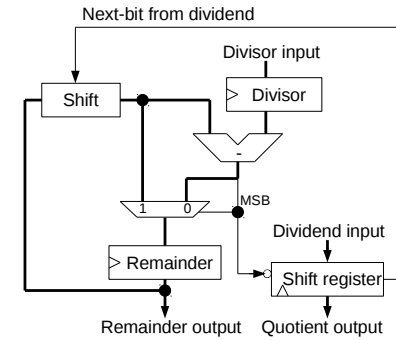 Next-bit from dividend
Divisor input
Shift
Divisor
-
1 0
MSB
Dividend input
Remainder
Shift register
Remainder output
Quotient output